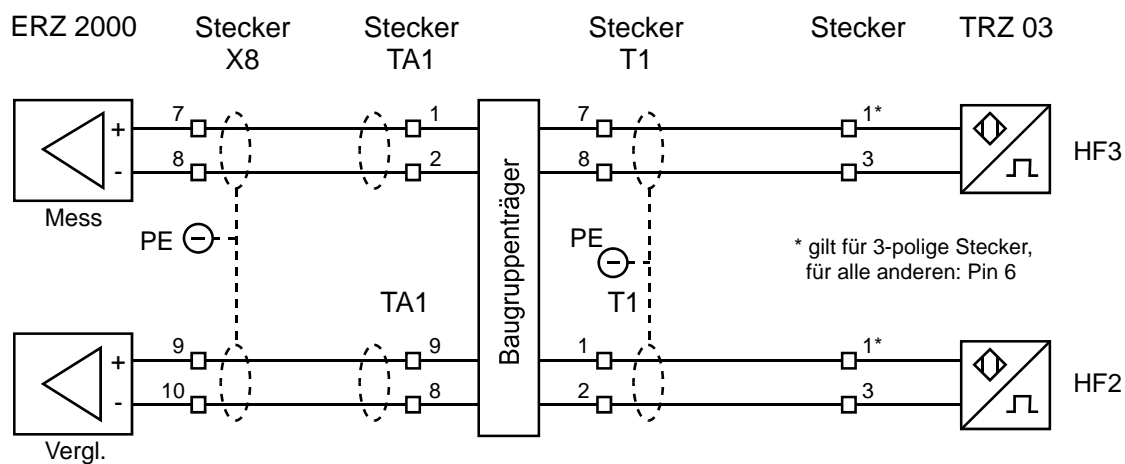 ERZ 2000 Stecker Stecker Stecker Stecker TRZ 03
X8 TA1 T1
+ 7 1 7 1*
- 8 2 8 3 HF3
Mess
PE PE * gilt für 3-polige Stecker,
für alle anderen: Pin 6
TA1 T1
Baugruppenträger
+ 9 9 1 1*
- 10 8 2 3 HF2
Vergl.